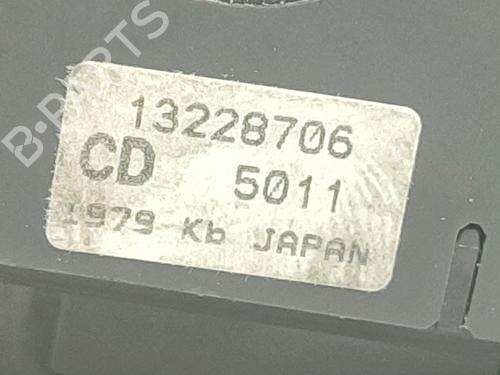 B-PARTS
13228706
CD 5011
1979 Kb JAPAN